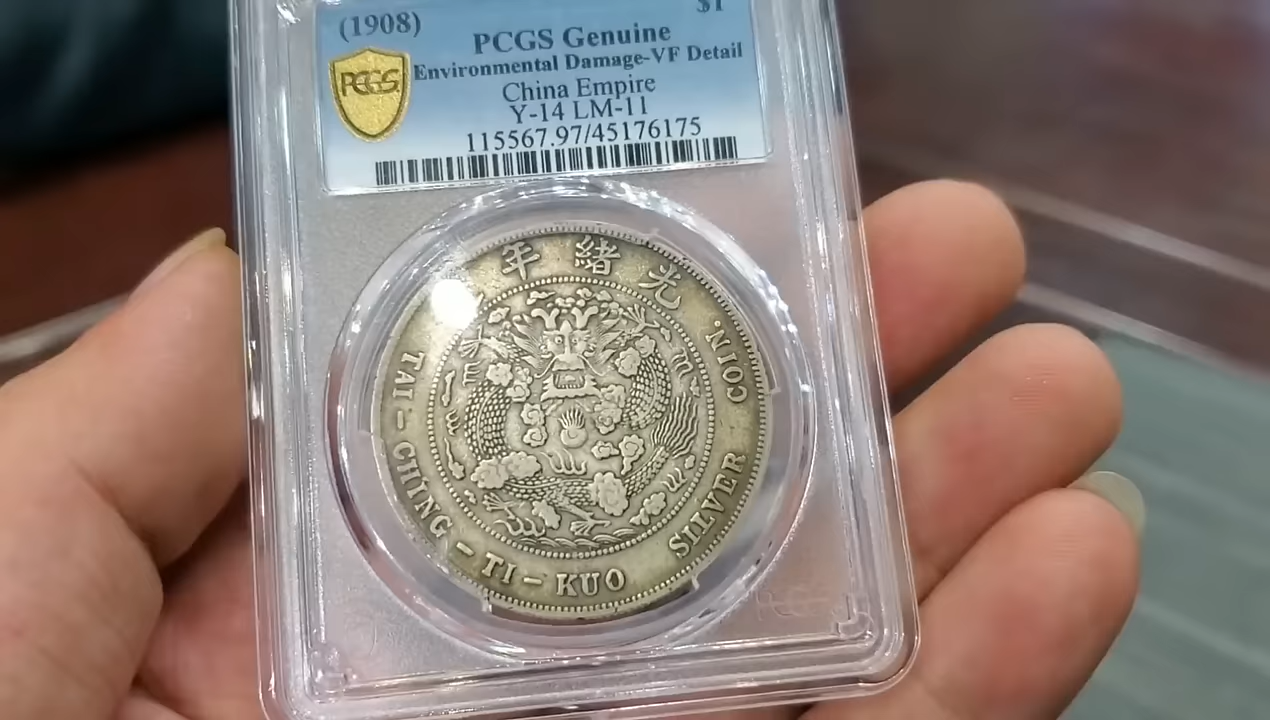 (1908)
$1
PCGS Genuine
Environmental Damage-VF Detail
China Empire
Y-14 LM-11
115567.97/45176175
PCGS
年緒光
TAI-CHING-TI-KUO SILVER COIN.